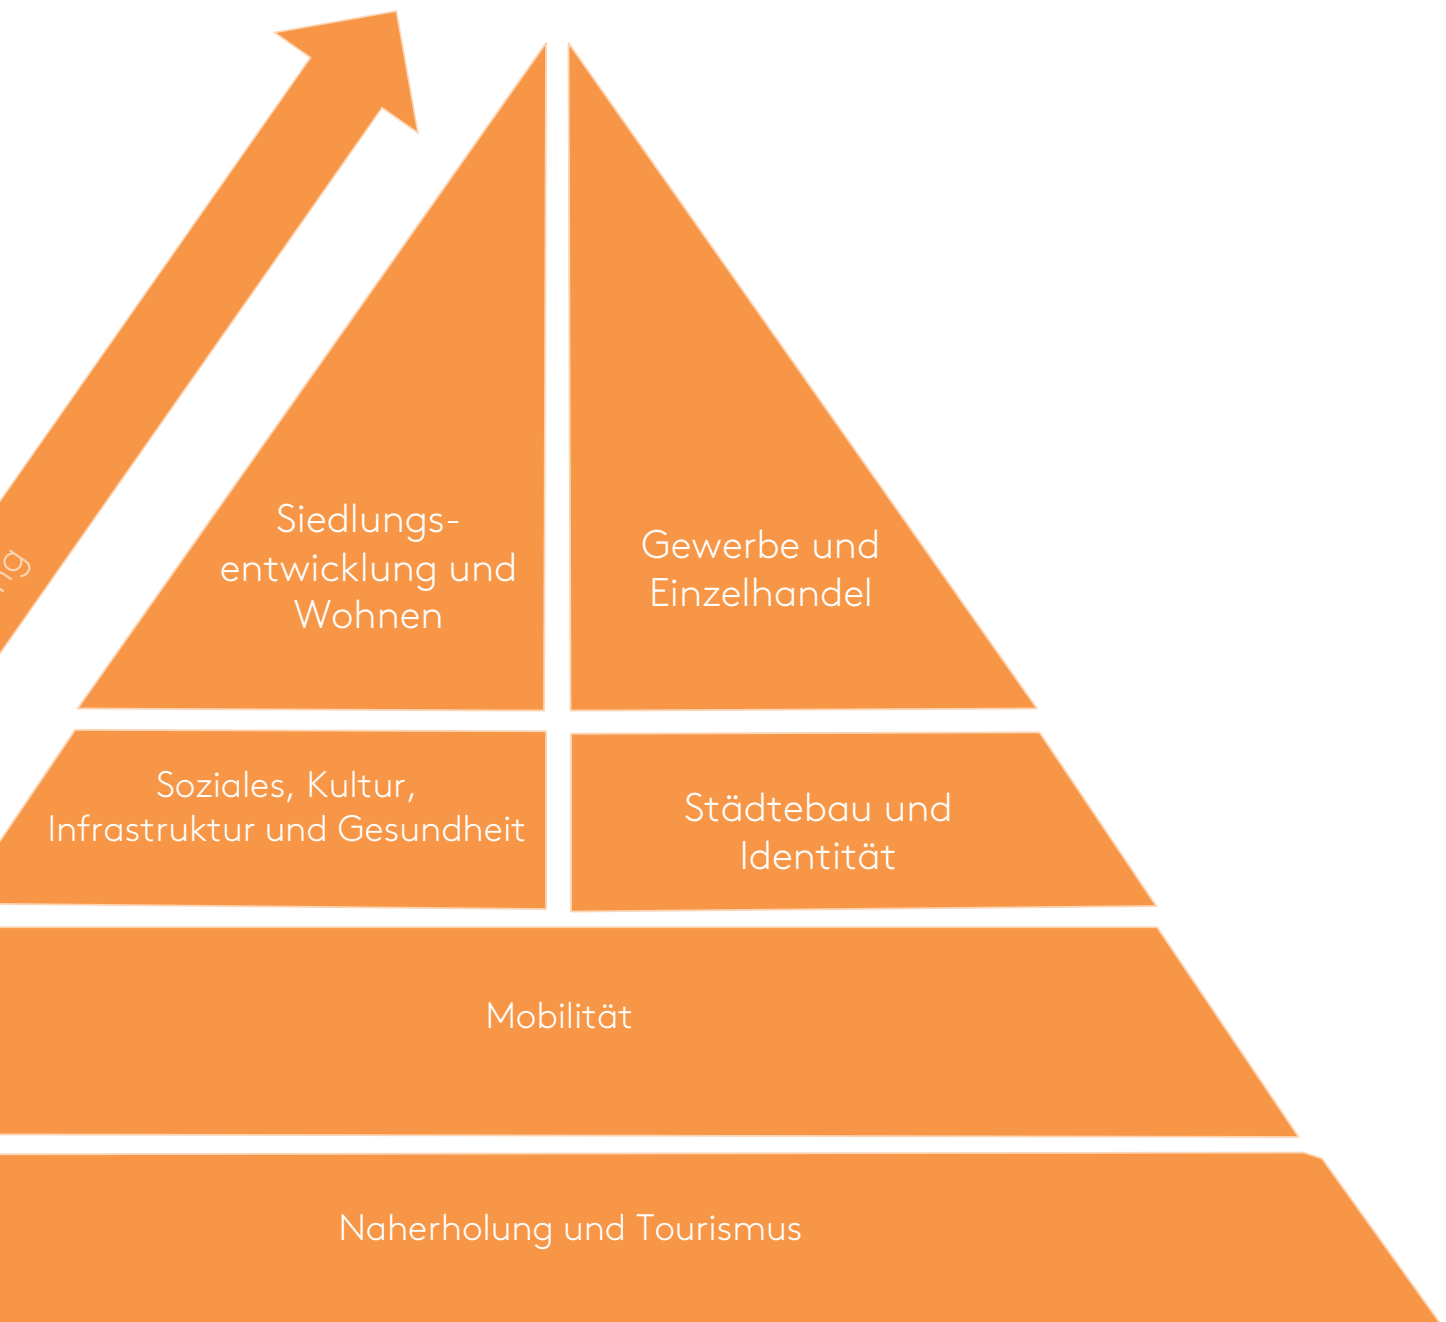 Siedlungs-
entwicklung und
Wohnen
Gewerbe und
Einzelhandel
Soziales, Kultur,
Infrastruktur und Gesundheit
Städtebau und
Identität
Mobilität
Naherholung und Tourismus